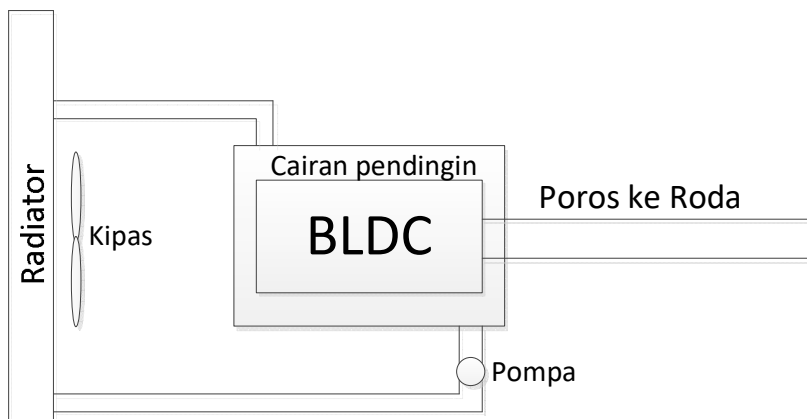 Radiator
Kipas
Cairan pendingin
BLDC
Poros ke Roda
Pompa